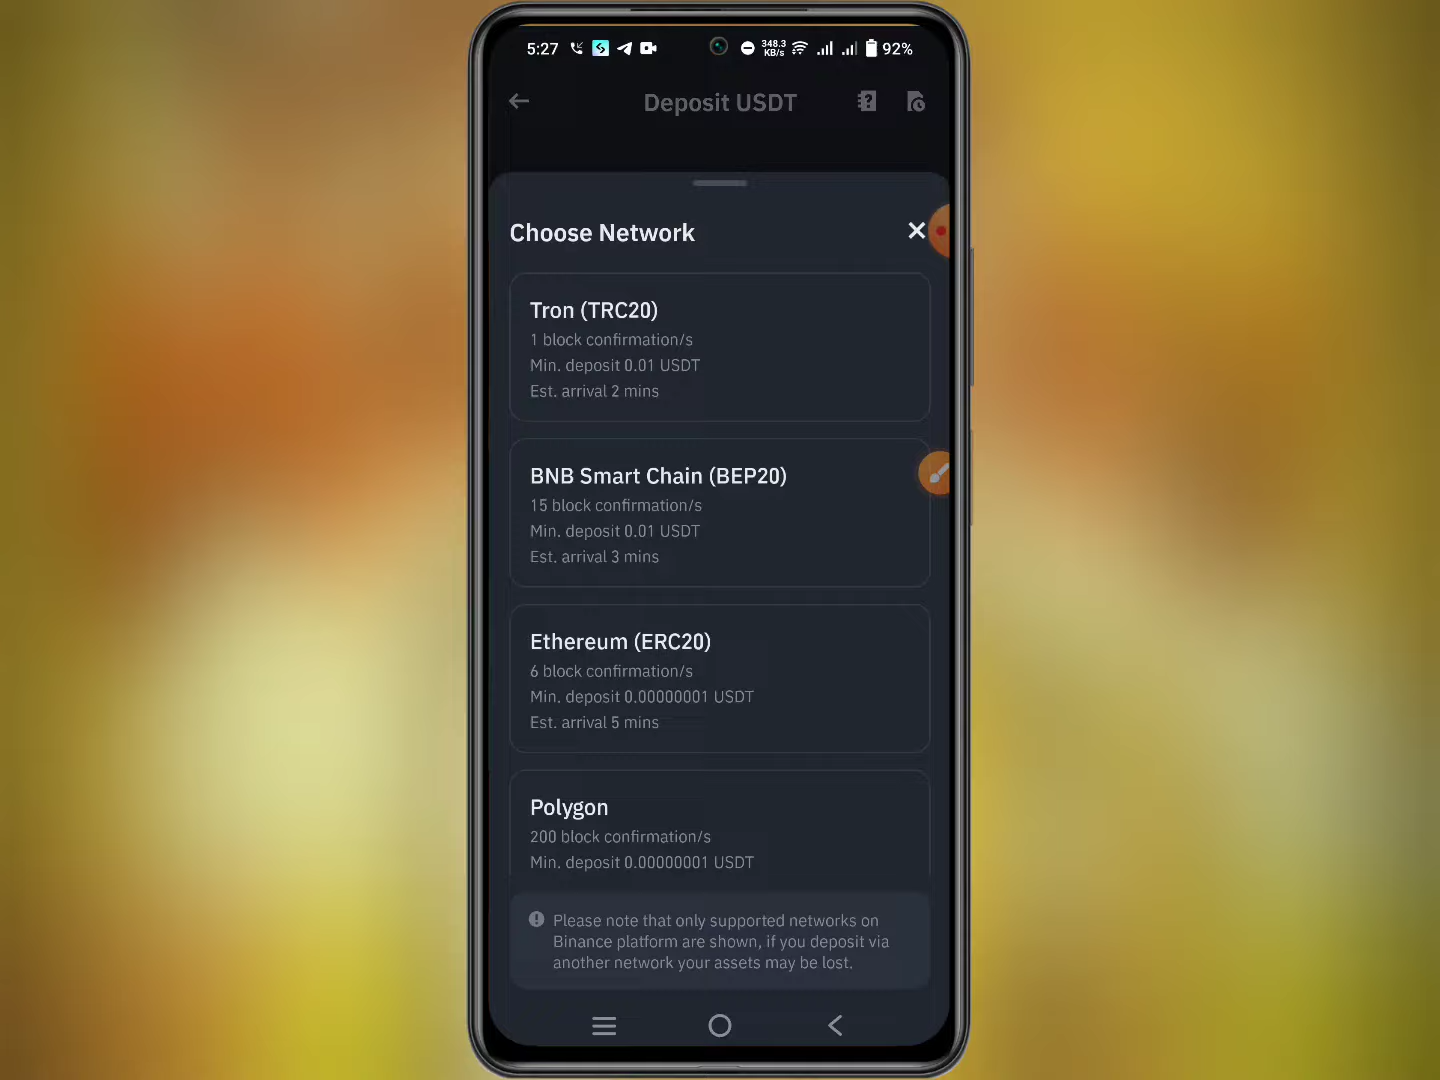 5:27
348.3
KB/s
92%
Deposit USDT
Choose Network
Tron (TRC20)
1 block confirmation/s
Min. deposit 0.01 USDT
Est. arrival 2 mins
BNB Smart Chain (BEP20)
15 block confirmation/s
Min. deposit 0.01 USDT
Est. arrival 3 mins
Ethereum (ERC20)
6 block confirmation/s
Min. deposit 0.00000001 USDT
Est. arrival 5 mins
Polygon
200 block confirmation/s
Min. deposit 0.00000001 USDT
Please note that only supported networks on
Binance platform are shown, if you deposit via
another network your assets may be lost.